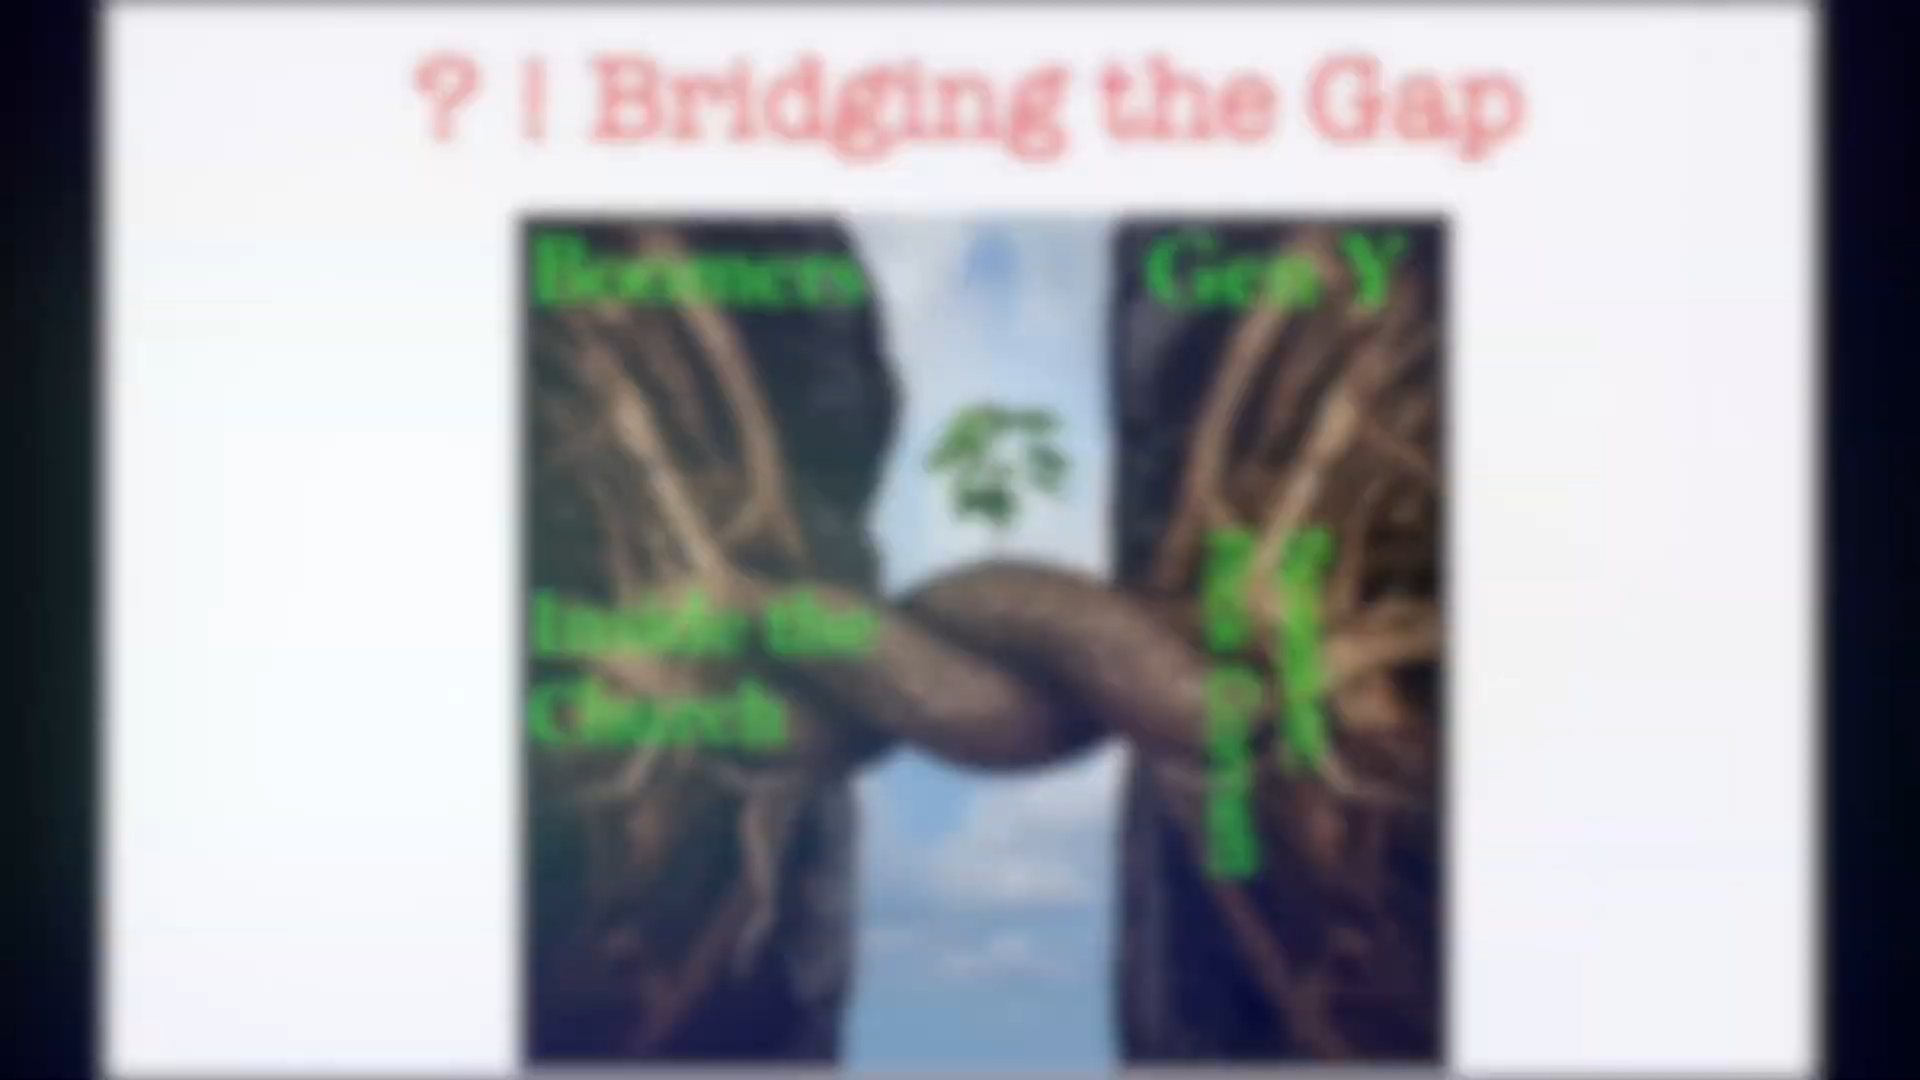 ? | Bridging the Gap
Boomers
Gen Y
Inside the
Church